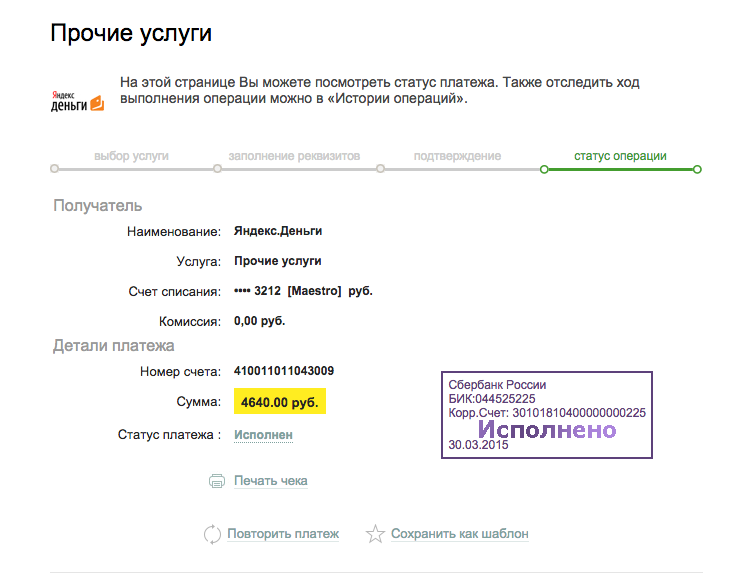 Прочие услуги
На этой странице Вы можете посмотреть статус платежа. Также отследить ход
Яндекс
деньги
выполнения операции можно в «Истории операций».
выбор услуги заполнение реквизитов подтверждение статус операции
Получатель
Наименование: Яндекс.Деньги
Услуга: Прочие услуги
Счет списания: •••• 3212 [Maestro] руб.
Комиссия: 0,00 руб.
Детали платежа
Номер счета: 410011011043009
Сумма: 4640.00 руб.
Статус платежа : Исполнен
Сбербанк России
БИК:044525225
Корр.Счет: 30101810400000000225
Исполнено
30.03.2015
Печать чека
Повторить платеж Сохранить как шаблон